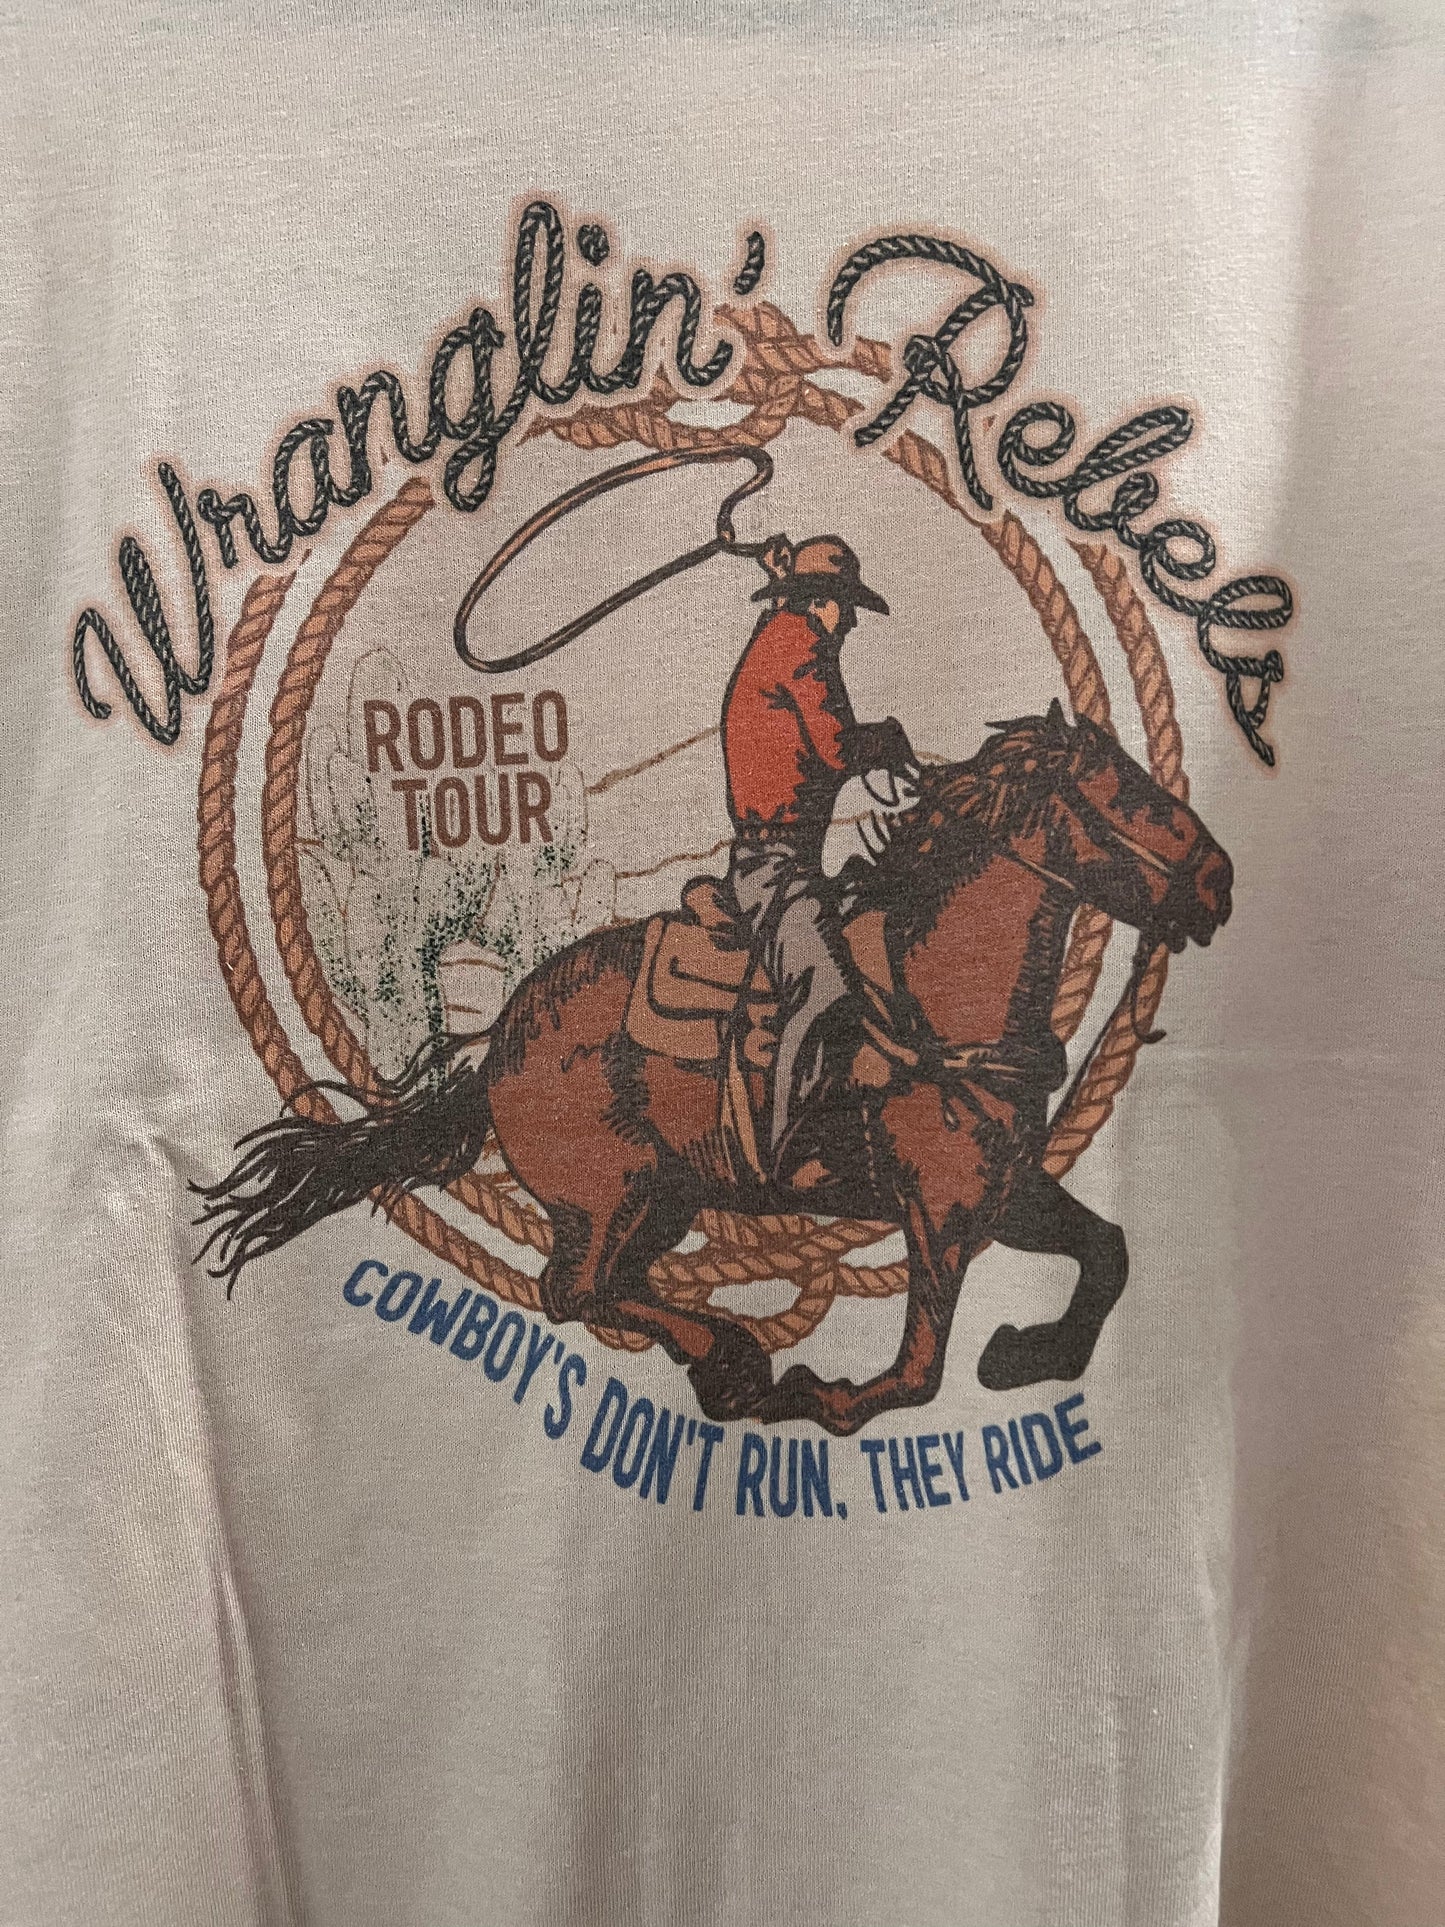 Wranglin' Rebels
RODEO
TOUR
COWBOY'S DON'T RUN, THEY RIDE